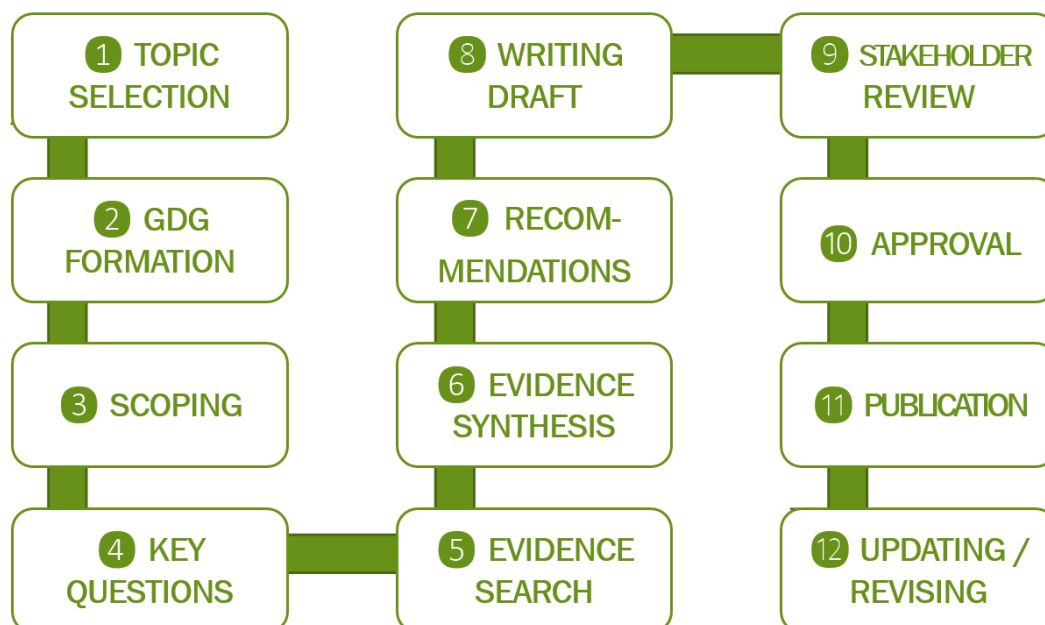 1 TOPIC
SELECTION
2 GDG
FORMATION
3 SCOPING
4 KEY
QUESTIONS
5 EVIDENCE
SEARCH
6 EVIDENCE
SYNTHESIS
7 RECOM-
MENDATIONS
8 WRITING
DRAFT
9 STAKEHOLDER
REVIEW
10 APPROVAL
11 PUBLICATION
12 UPDATING /
REVISING